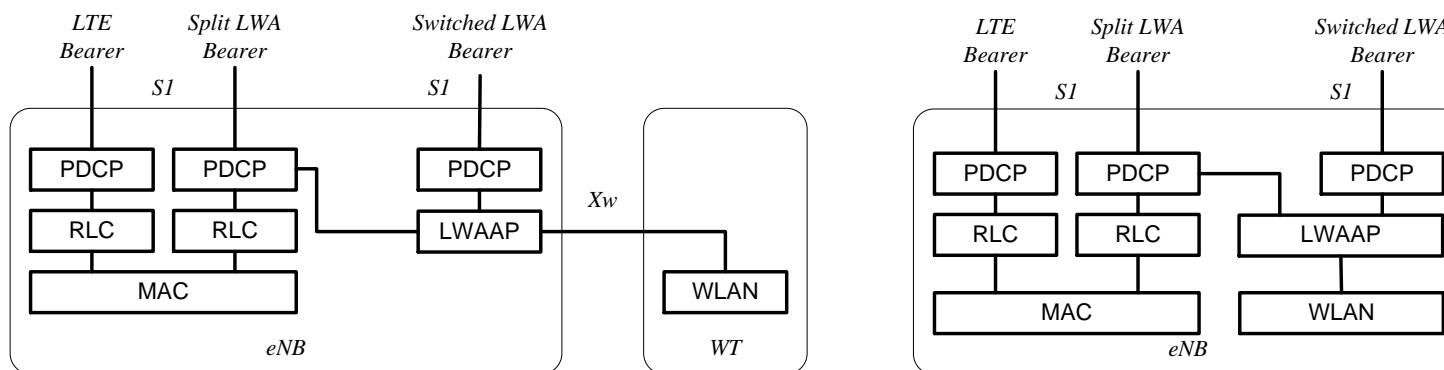 LTE Split LWA Switched LWA
Bearer Bearer Bearer
S1 S1
PDCP PDCP PDCP
Xw
RLC RLC LWAAP
MAC WLAN
eNB WT
LTE Split LWA Switched LWA
Bearer Bearer Bearer
S1 S1
PDCP PDCP PDCP
RLC RLC LWAAP
MAC WLAN
eNB